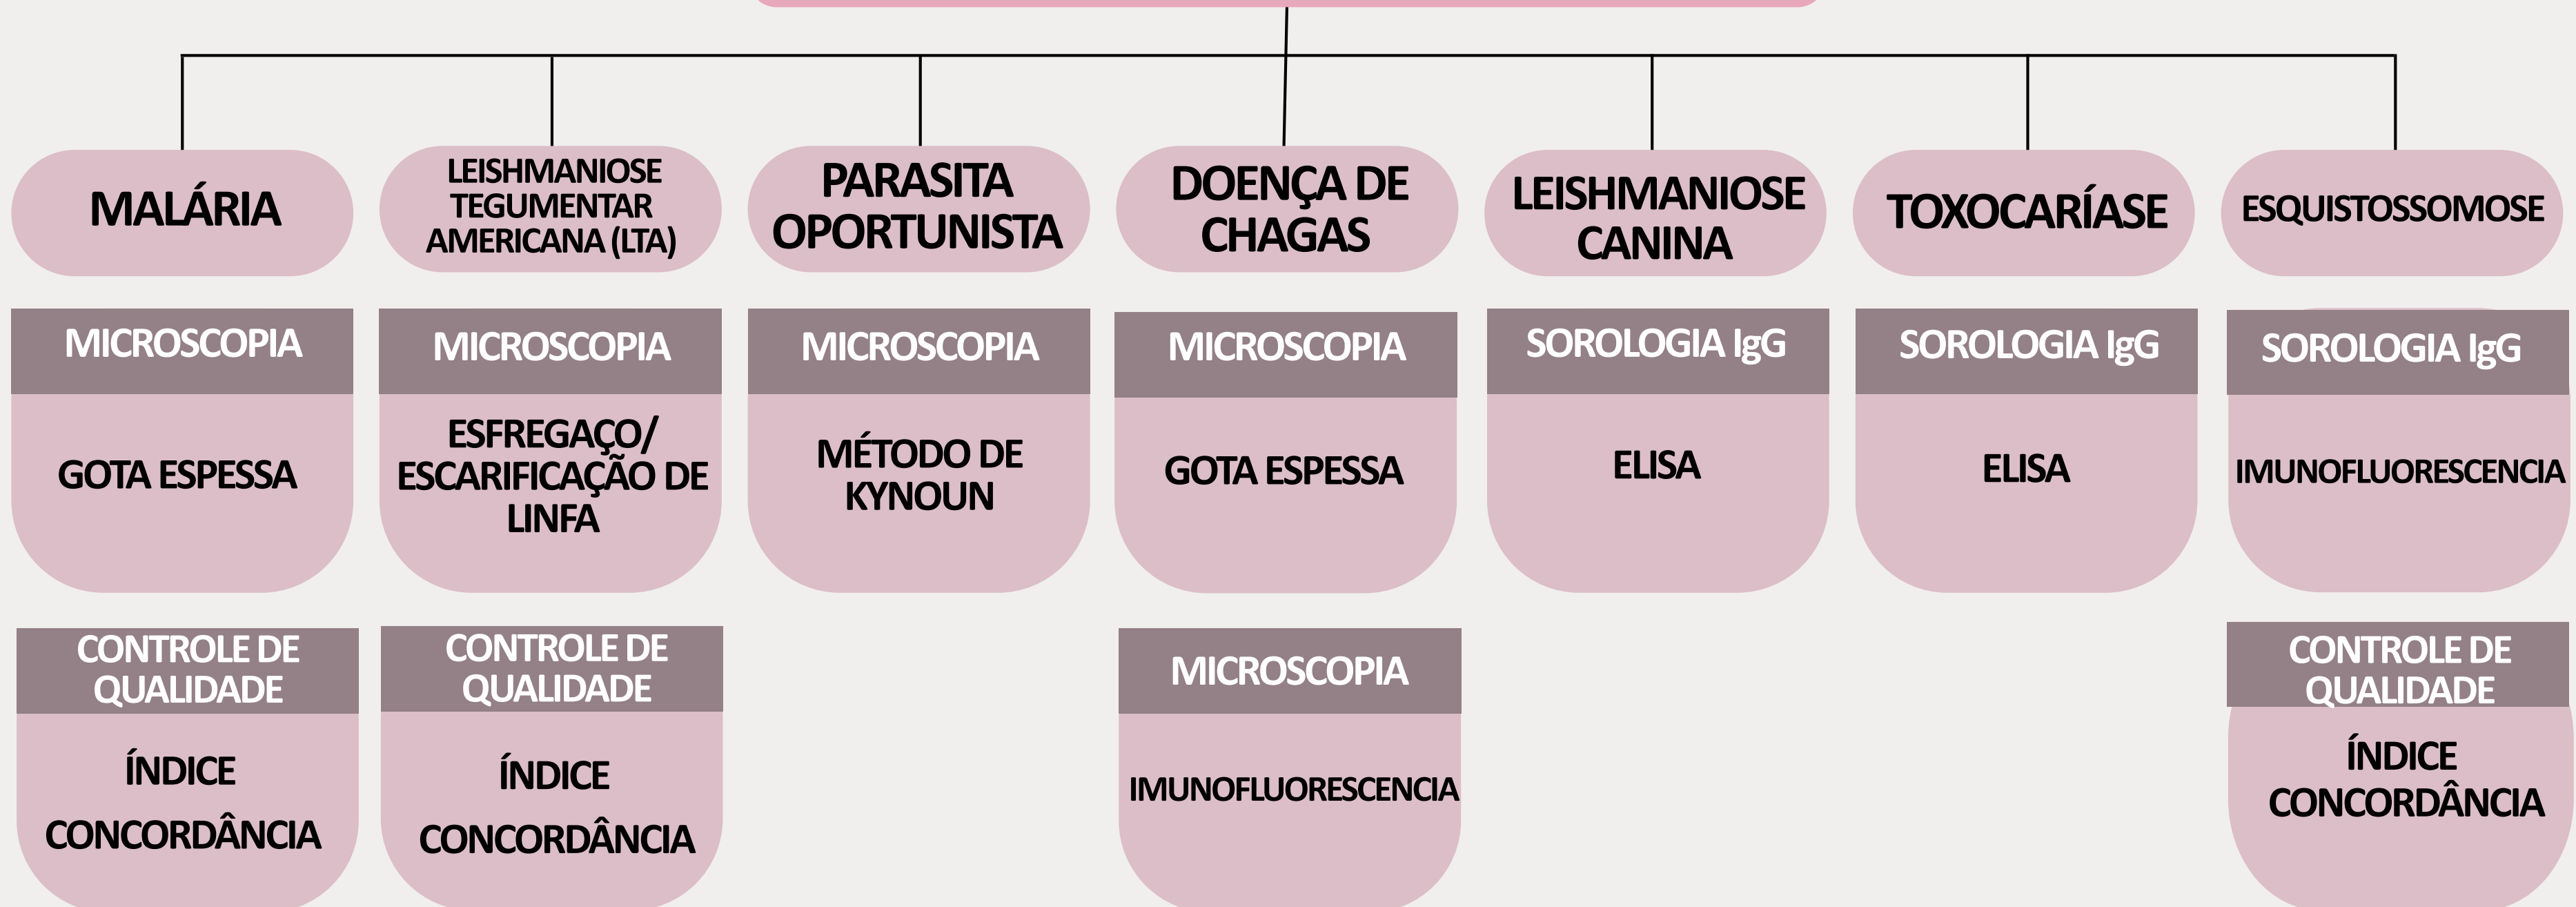 MALÁRIA
LEISHMANIOSE
TEGUMENTAR
AMERICANA (LTA)
PARASITA
OPORTUNISTA
DOENÇA DE
CHAGAS
LEISHMANIOSE
CANINA
TOXOCARÍASE
ESQUISTOSSOMOSE
MICROSCOPIA
GOTA ESPESSA
MICROSCOPIA
ESFREGAÇO/
ESCARIFICAÇÃO DE
LINFA
MICROSCOPIA
MÉTODO DE
KYNOUN
MICROSCOPIA
GOTA ESPESSA
SOROLOGIA IgG
ELISA
SOROLOGIA IgG
ELISA
SOROLOGIA IgG
IMUNOFLUORESCENCIA
CONTROLE DE
QUALIDADE
ÍNDICE
CONCORDÂNCIA
CONTROLE DE
QUALIDADE
ÍNDICE
CONCORDÂNCIA
MICROSCOPIA
IMUNOFLUORESCENCIA
CONTROLE DE
QUALIDADE
ÍNDICE
CONCORDÂNCIA